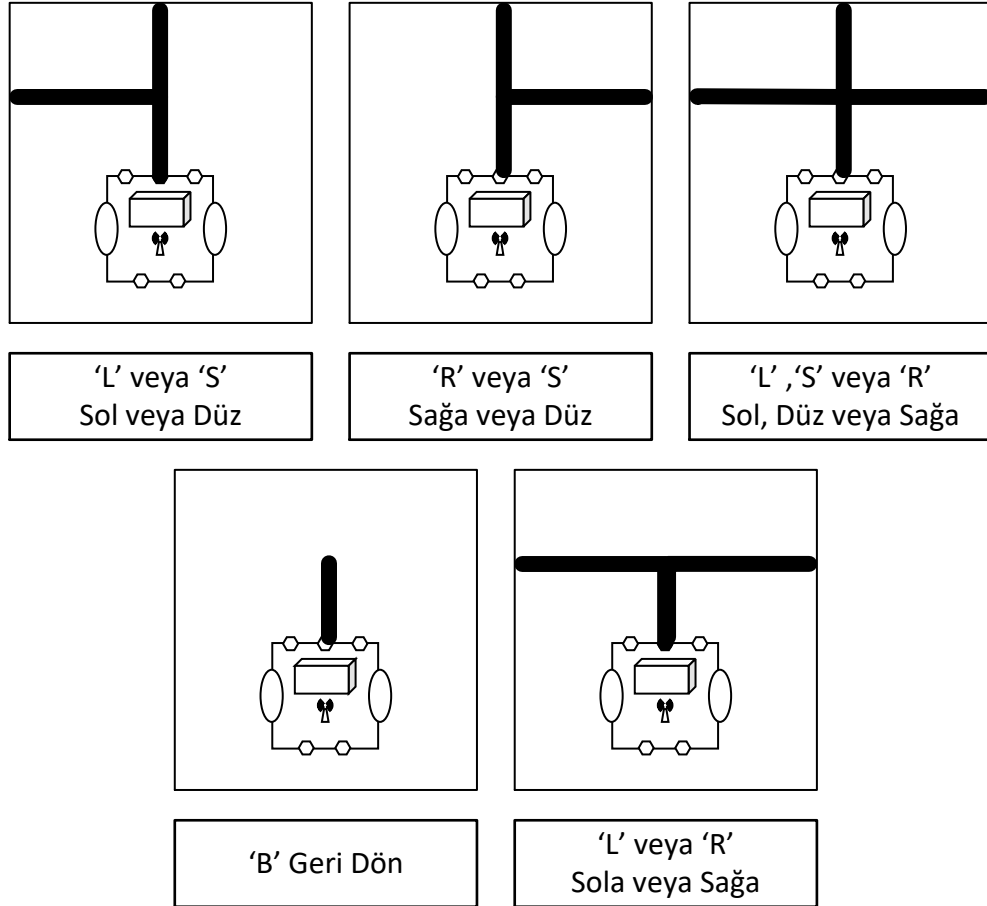 ‘L’ veya ‘S’
Sol veya Düz
‘R’ veya ‘S’
Sağa veya Düz
‘L’ ,‘S’ veya ‘R’
Sol, Düz veya Sağa
‘B’ Geri Dön
‘L’ veya ‘R’
Sola veya Sağa